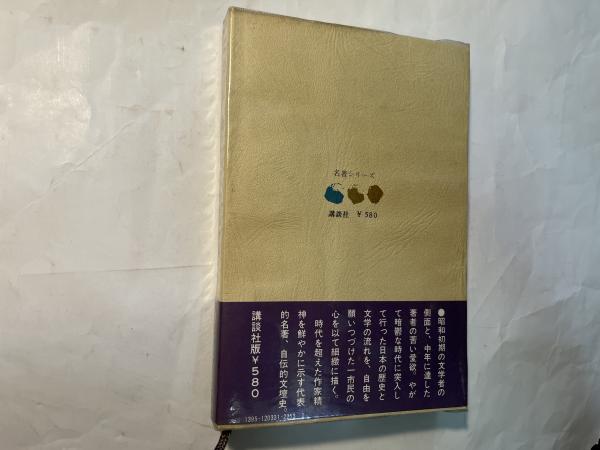 名著シリーズ
講談社 ¥580
●昭和初期の文学者の
側面と、中年に達した
著者の苦い愛欲。やが
て暗鬱な時代に突入し
て行った日本の歴史と
文学の流れを、自由を
願いつづけた一市民の
心を以て細緻に描く。
時代を超えた作家精
神を鮮やかに示す代表
的名著、自伝的文壇史。
講談社版¥580